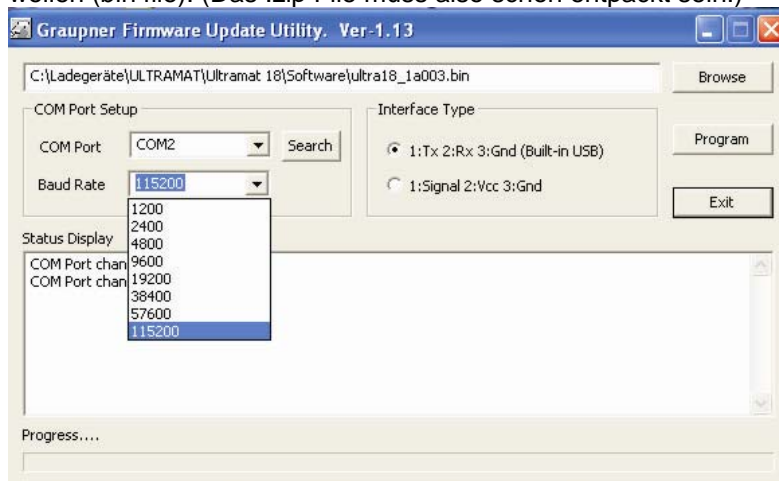 Graupner Firmware Update Utility. Ver-1.13
C:\Ladegeräte\ULTRAMAT\Ultramat 18\Software\ultra18_1a003.bin
Browse
COM Port Setup
Interface Type
COM Port
COM2
Search
1:Tx 2:Rx 3:Gnd (Built-in USB)
Program
Baud Rate
115200
1:Signal 2:Vcc 3:Gnd
Exit
1200
2400
4800
9600
19200
38400
57600
115200
Status Display
COM Port chan
COM Port chan
Progress....